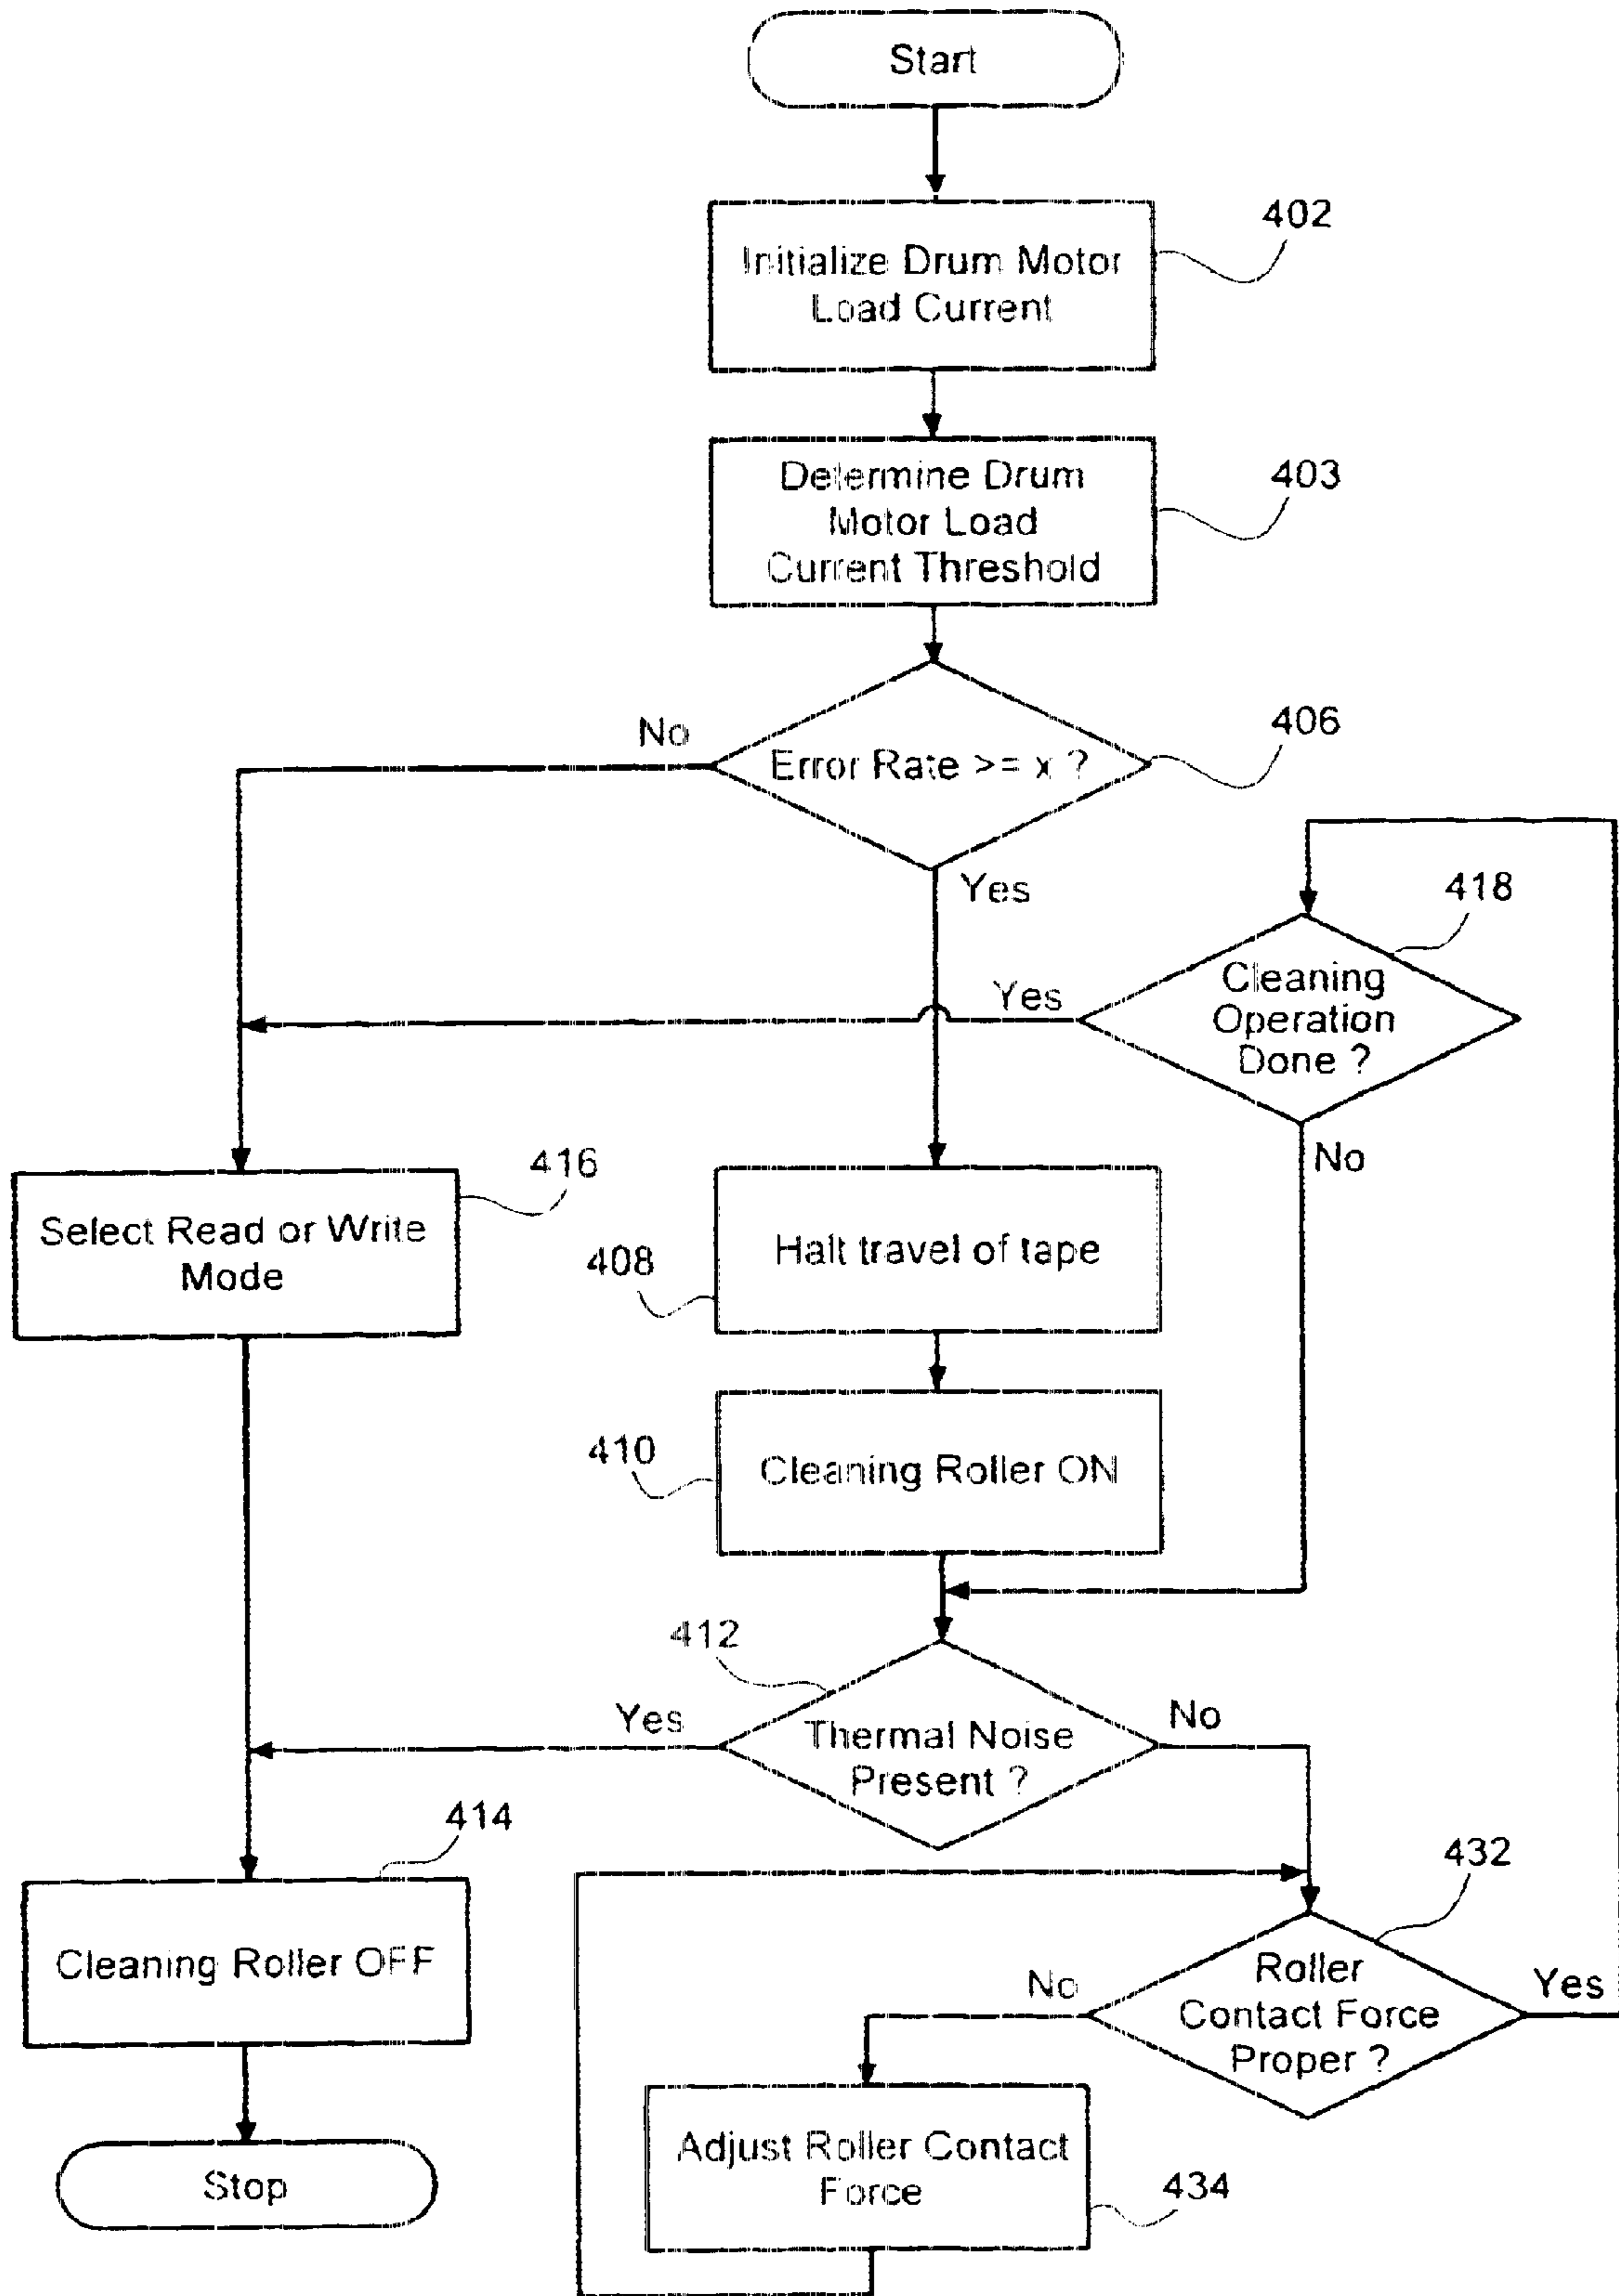 Start
402
Initialize Drum Motor
Load Current
403
Determine Drum
Motor Load
Current Threshold
No
406
Error Rate >= x ?
Yes
418
Yes
Cleaning
Operation
Done ?
No
416
Select Read or Write
Mode
408
Halt travel of tape
410
Cleaning Roller ON
412
Yes
No
Thermal Noise
Present ?
414
432
Cleaning Roller OFF
No
Roller
Contact Force
Proper ?
Yes
Adjust Roller Contact
Force
434
Stop